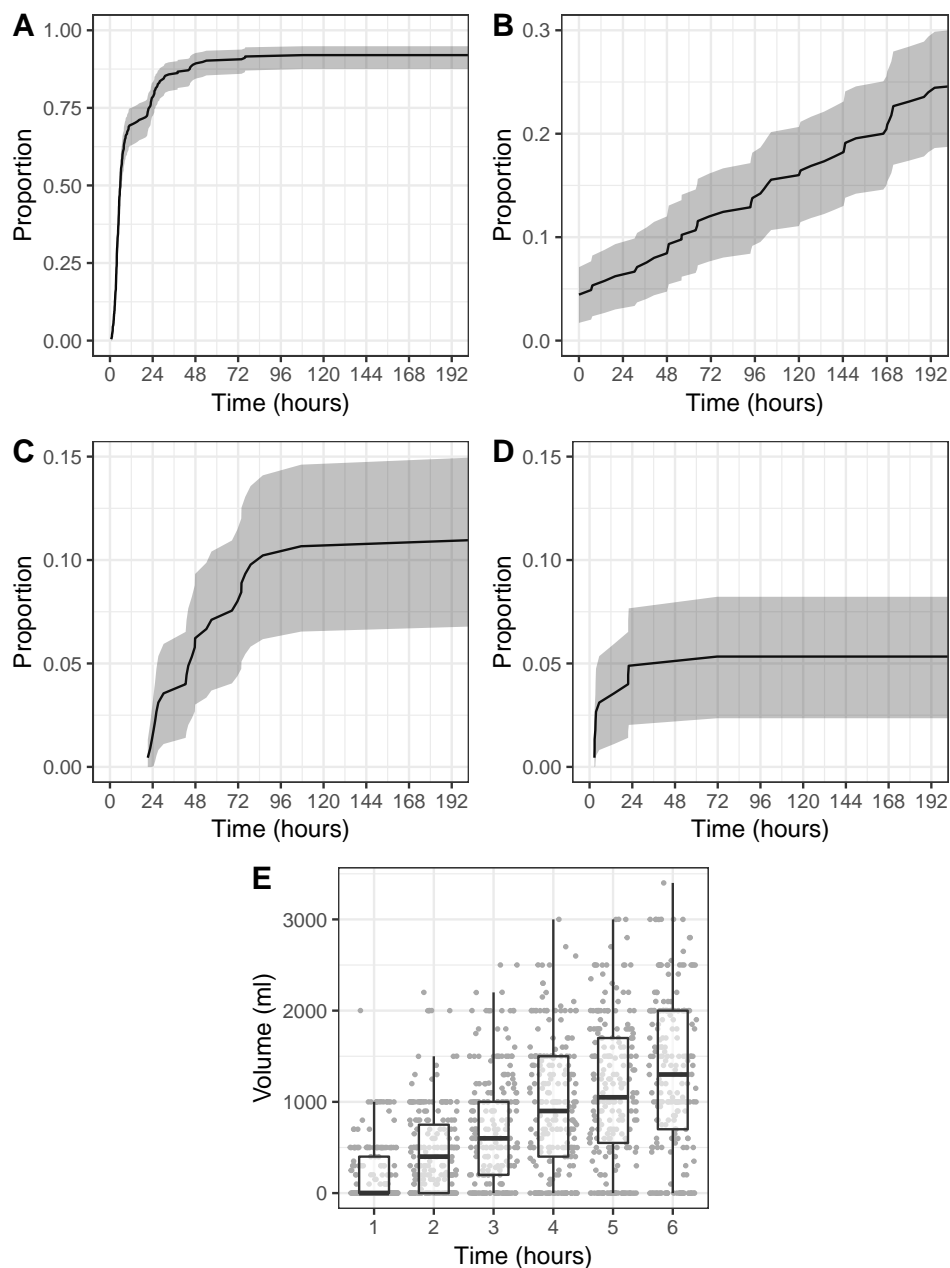 A
B
1.00
0.75
0.50
0.25
0.00
Proportion
0 24 48 72 96 120 144 168 192
Time (hours)
0.3
0.2
0.1
0.0
Proportion
0 24 48 72 96 120 144 168 192
Time (hours)
C
D
0.15
0.10
0.05
0.00
Proportion
0 24 48 72 96 120 144 168 192
Time (hours)
0.15
0.10
0.05
0.00
Proportion
0 24 48 72 96 120 144 168 192
Time (hours)
E
3000
2000
1000
0
Volume (ml)
1 2 3 4 5 6
Time (hours)